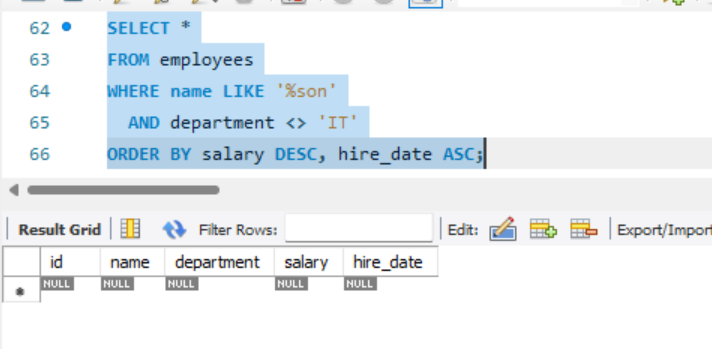 62 SELECT *
63 FROM employees
64 WHERE name LIKE '%son'
65 AND department <> 'IT'
66 ORDER BY salary DESC, hire_date ASC;
Result Grid Filter Rows: Edit: Export/Import
id name department salary hire_date
NULL NULL NULL NULL NULL